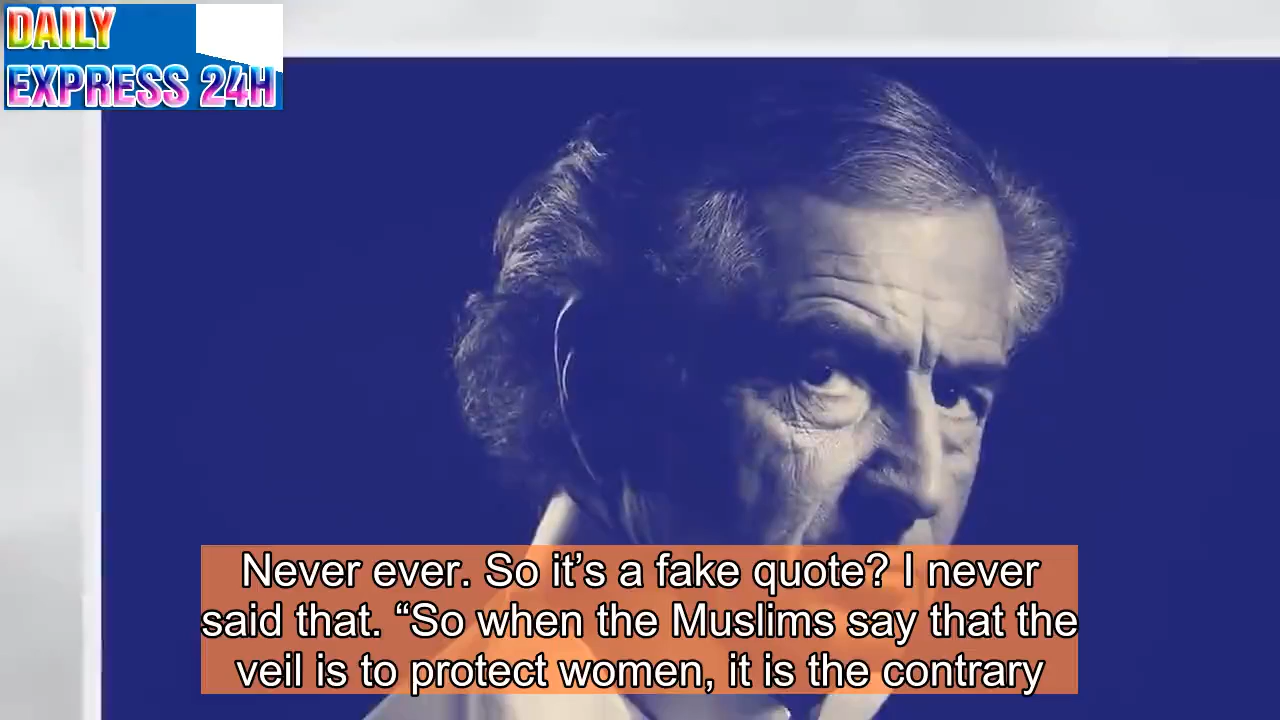 DAILY
EXPRESS 24H
Never ever. So it’s a fake quote? I never
said that. “So when the Muslims say that the
veil is to protect women, it is the contrary